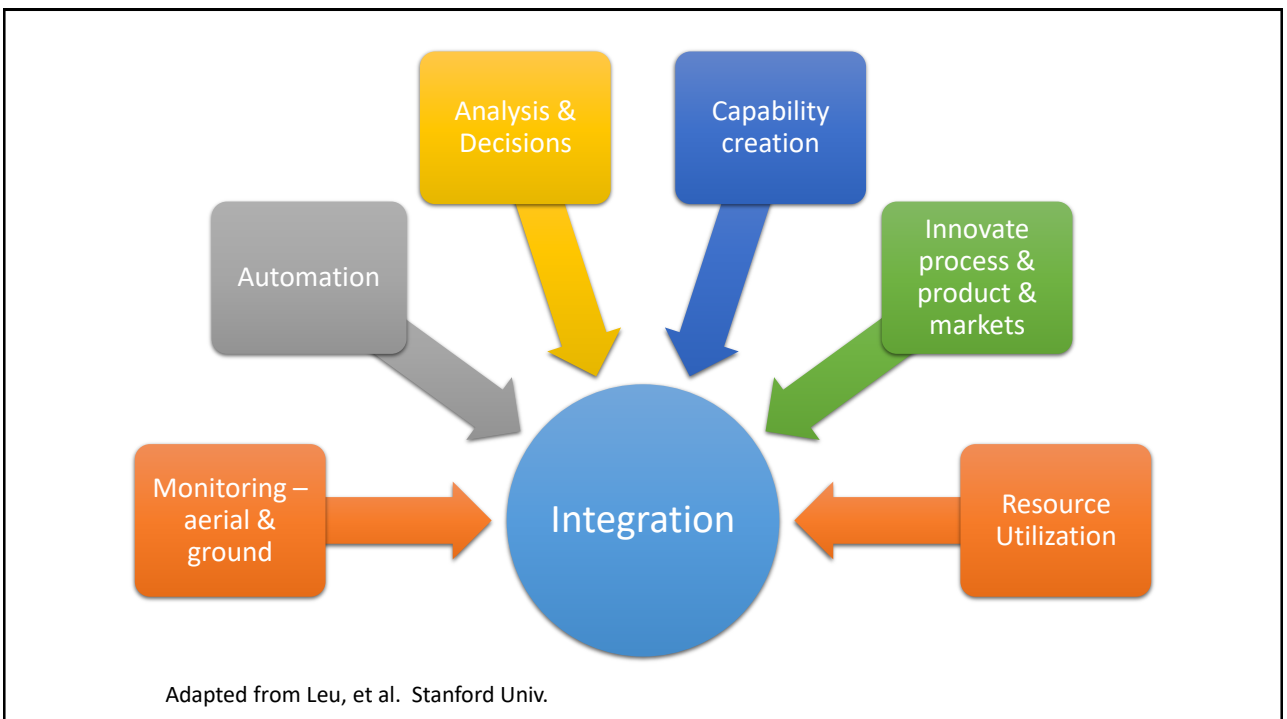 Analysis &
Decisions
Capability
creation
Automation
Innovate
process &
product &
markets
Monitoring –
aerial &
ground
Integration
Resource
Utilization
Adapted from Leu, et al.  Stanford Univ.